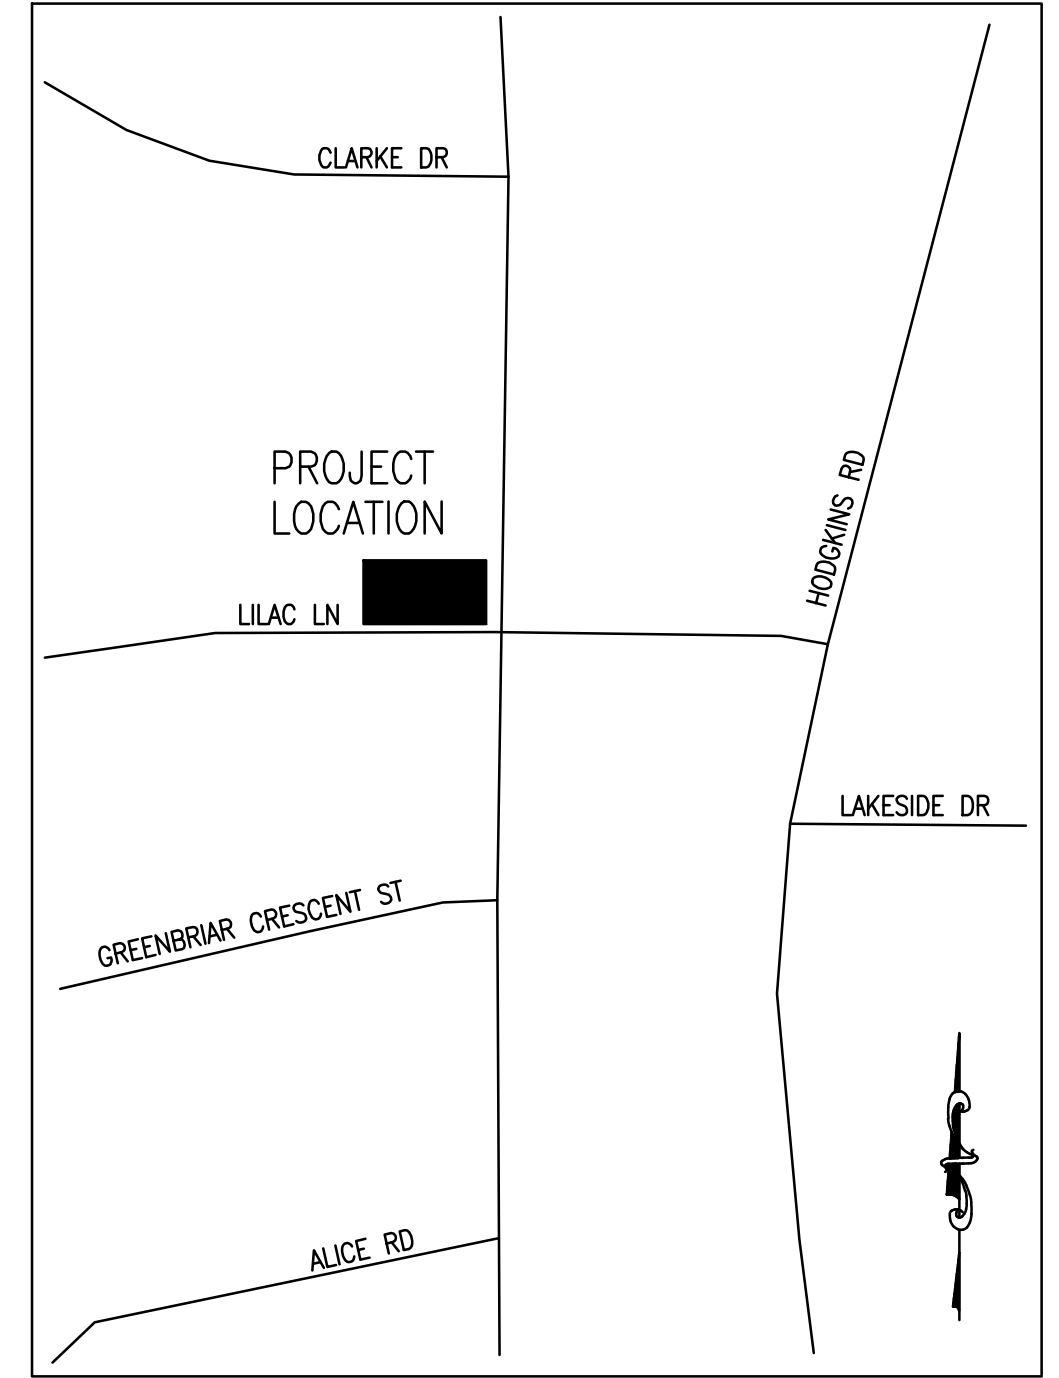 CLARKE DR
PROJECT
LOCATION
HODGKINS RD
LILAC LN
LAKESIDE DR
GREENBRIAR CRESCENT ST
ALICE RD